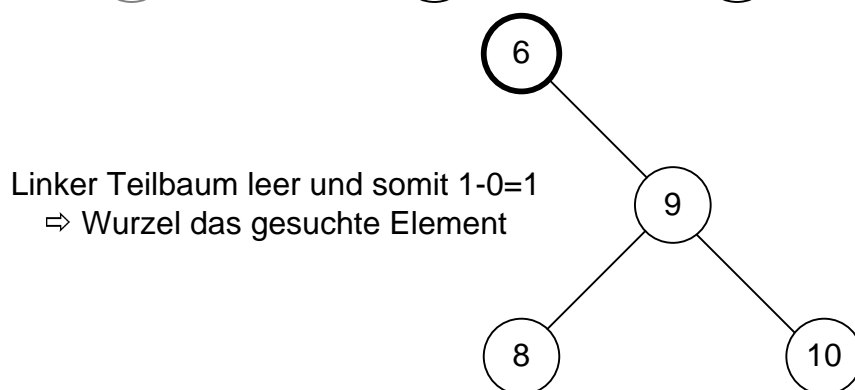 6
Linker Teilbaum leer und somit 1-0=1
⇨ Wurzel das gesuchte Element
9
8
10